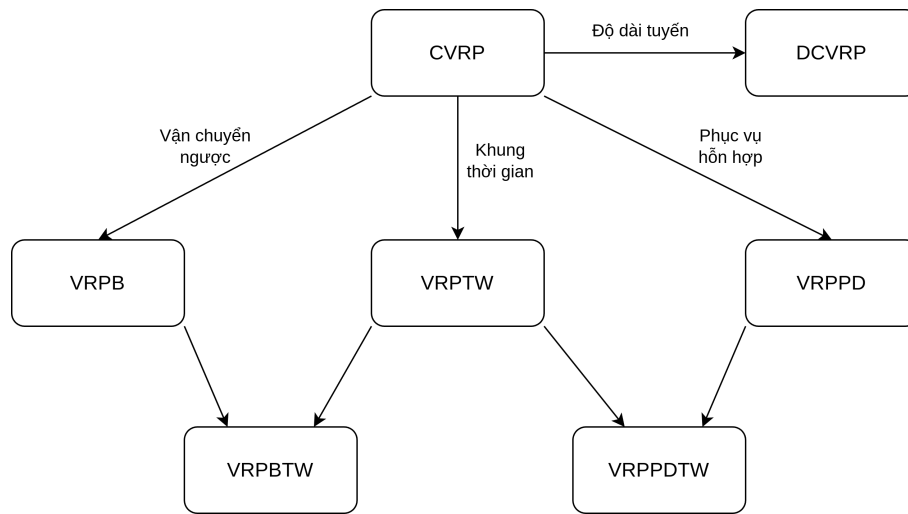 CVRP
Độ dài tuyến
DCVRP
Vận chuyển
ngược
Khung
thời gian
Phục vụ
hỗn hợp
VRPB
VRPTW
VRPPD
VRPBTW
VRPPDTW